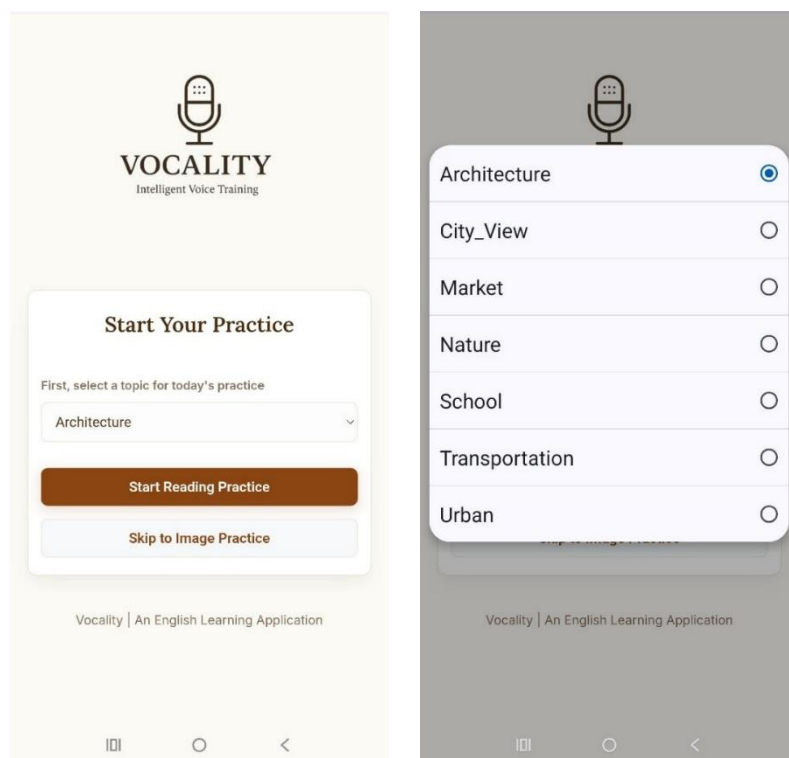 VOCALITY
Intelligent Voice Training
Start Your Practice
First, select a topic for today's practice
Architecture
Start Reading Practice
Skip to Image Practice
Vocality | An English Learning Application
Architecture
City_View
Market
Nature
School
Transportation
Urban
Vocality | An English Learning Application